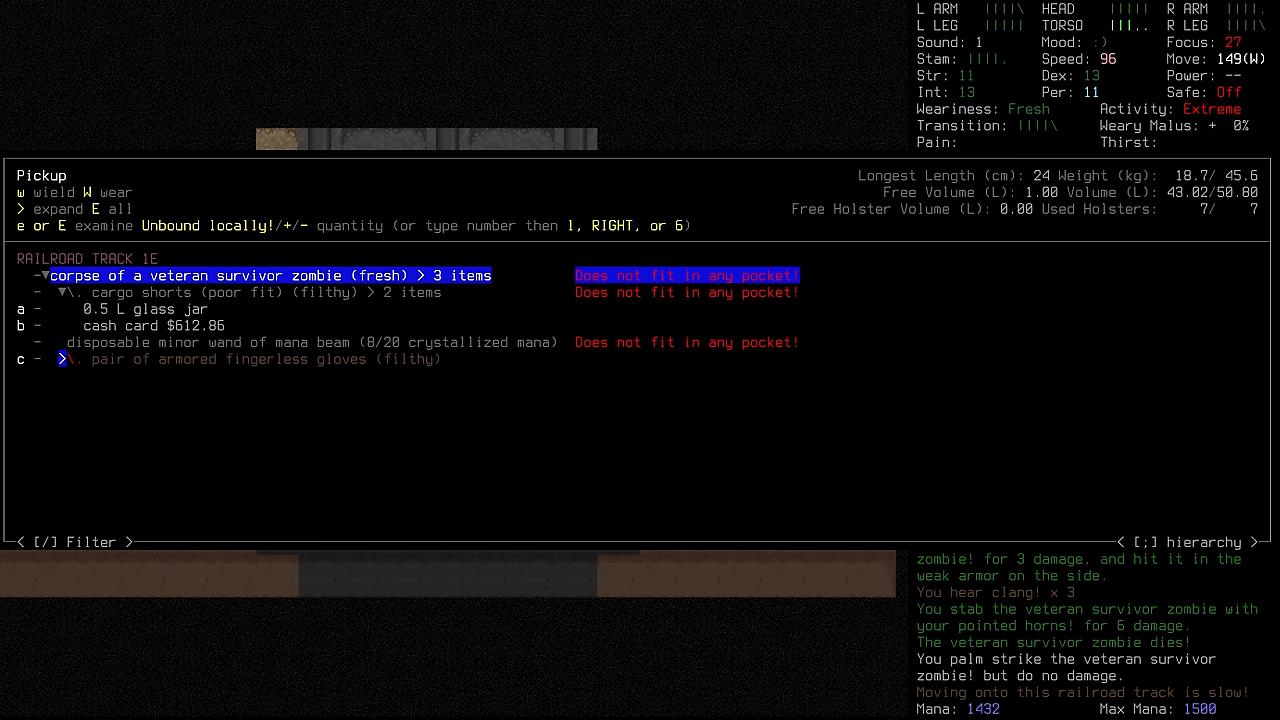 L ARM ||||\ HEAD ||||| R ARM ||||.
L LEG ||||| TORSO |||.. R LEG ||||\
Sound: 1 Mood: :) Focus: 27
Stam: ||||. Speed: 96 Move: 149(W)
Str: 11 Dex: 13 Power: --
Int: 13 Per: 11 Safe: Off
Weariness: Fresh Activity: Extreme
Transition: ||||\ Weary Malus: + 0%
Pain: Thirst:
Pickup Longest Length (cm): 24 Weight (kg): 18.7/ 45.6
w wield W wear Free Volume (L): 1.00 Volume (L): 43.02/50.80
> expand E all Free Holster Volume (L): 0.00 Used Holsters: 7/ 7
e or E examine Unbound locally!/+/- quantity (or type number then l, RIGHT, or 6)
RAILROAD TRACK 1E
-▼corpse of a veteran survivor zombie (fresh) > 3 items Does not fit in any pocket!
- ▼\. cargo shorts (poor fit) (filthy) > 2 items Does not fit in any pocket!
a - 0.5 L glass jar
b - cash card $612.86
- disposable minor wand of mana beam (8/20 crystallized mana) Does not fit in any pocket!
c - >\. pair of armored fingerless gloves (filthy)
< [/] Filter > < [;] hierarchy >
zombie! for 3 damage, and hit it in the
weak armor on the side.
You hear clang! x 3
You stab the veteran survivor zombie with
your pointed horns! for 6 damage.
The veteran survivor zombie dies!
You palm strike the veteran survivor
zombie! but do no damage.
Moving onto this railroad track is slow!
Mana: 1432 Max Mana: 1500